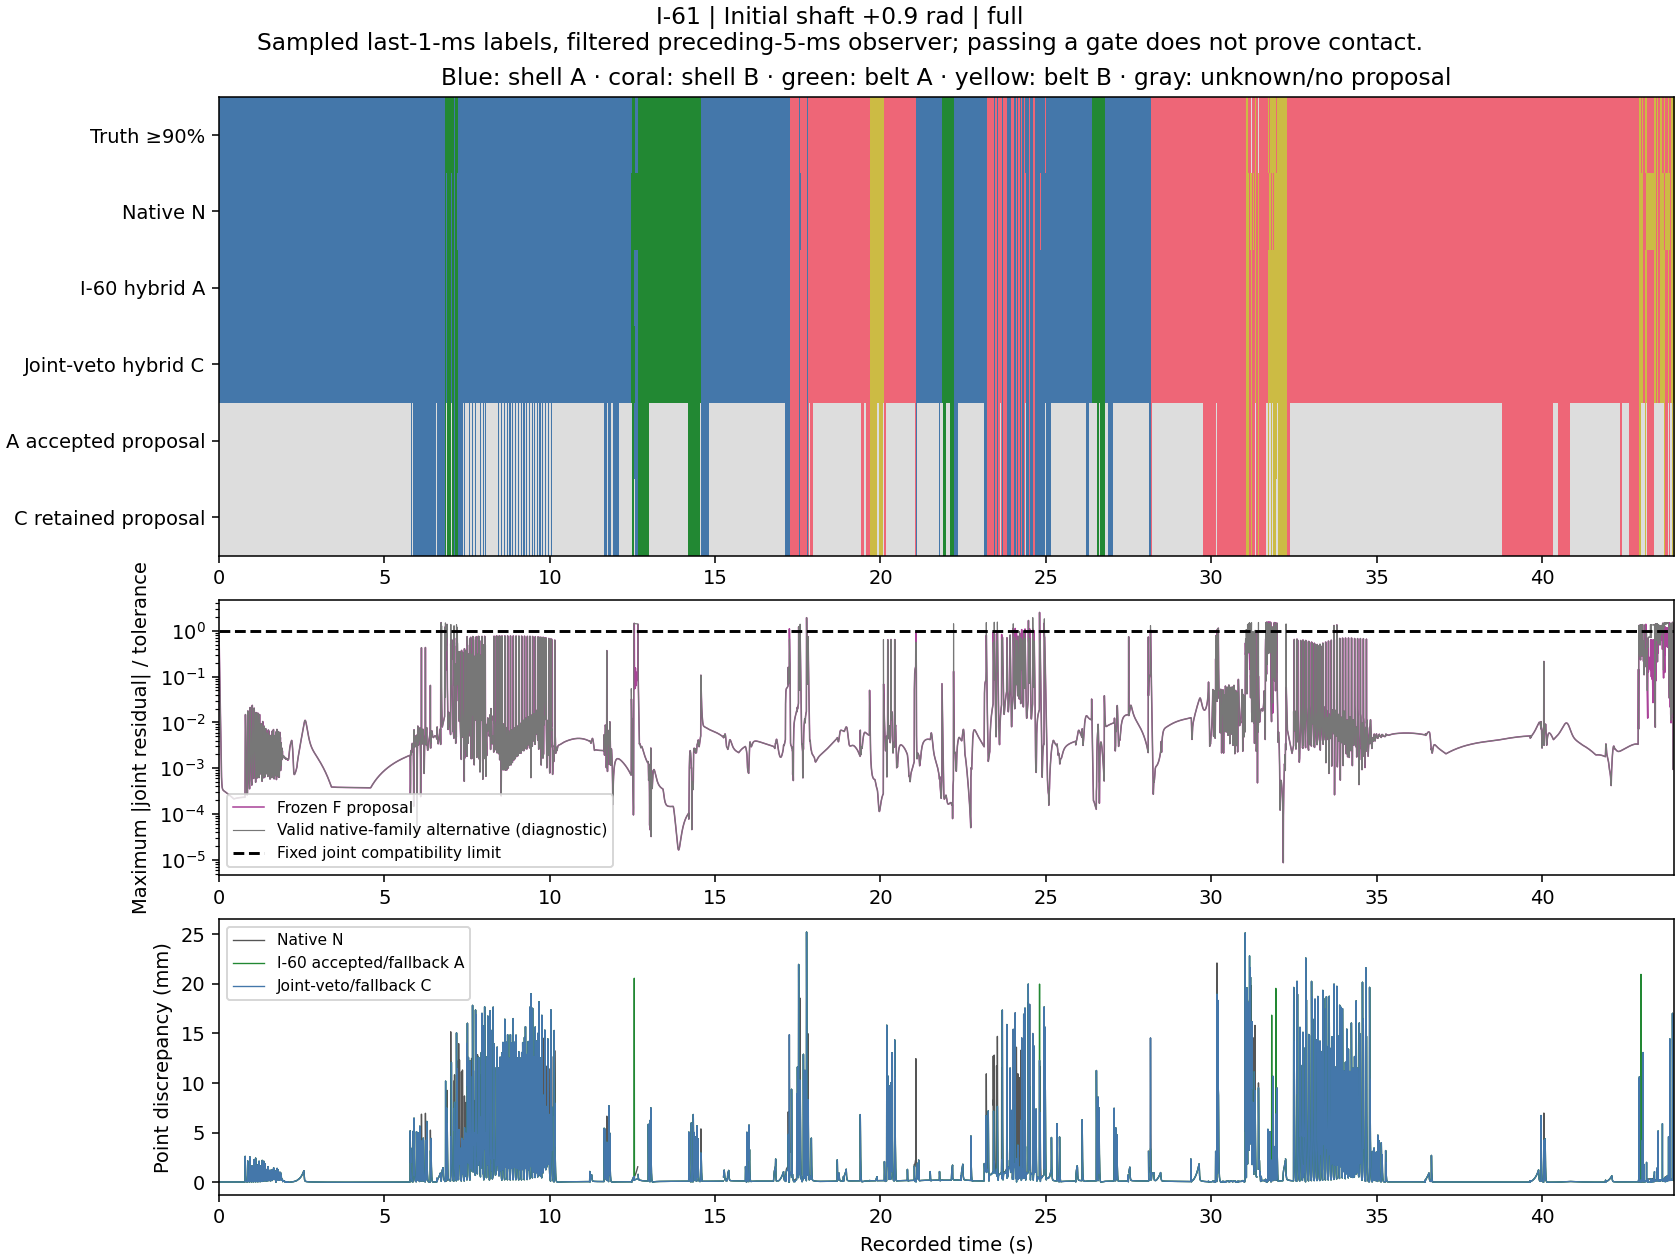 I-61 | Initial shaft +0.9 rad | full
Sampled last-1-ms labels, filtered preceding-5-ms observer; passing a gate does not prove contact.
Blue: shell A · coral: shell B · green: belt A · yellow: belt B · gray: unknown/no proposal
Truth ≥90%
Native N
I-60 hybrid A
Joint-veto hybrid C
A accepted proposal
C retained proposal
0 5 10 15 20 25 30 35 40
Maximum |joint residual| / tolerance
10⁰
10⁻¹
10⁻²
10⁻³
10⁻⁴
10⁻⁵
Frozen F proposal
Valid native-family alternative (diagnostic)
Fixed joint compatibility limit
0 5 10 15 20 25 30 35 40
Point discrepancy (mm)
25
20
15
10
5
0
Native N
I-60 accepted/fallback A
Joint-veto/fallback C
0 5 10 15 20 25 30 35 40
Recorded time (s)